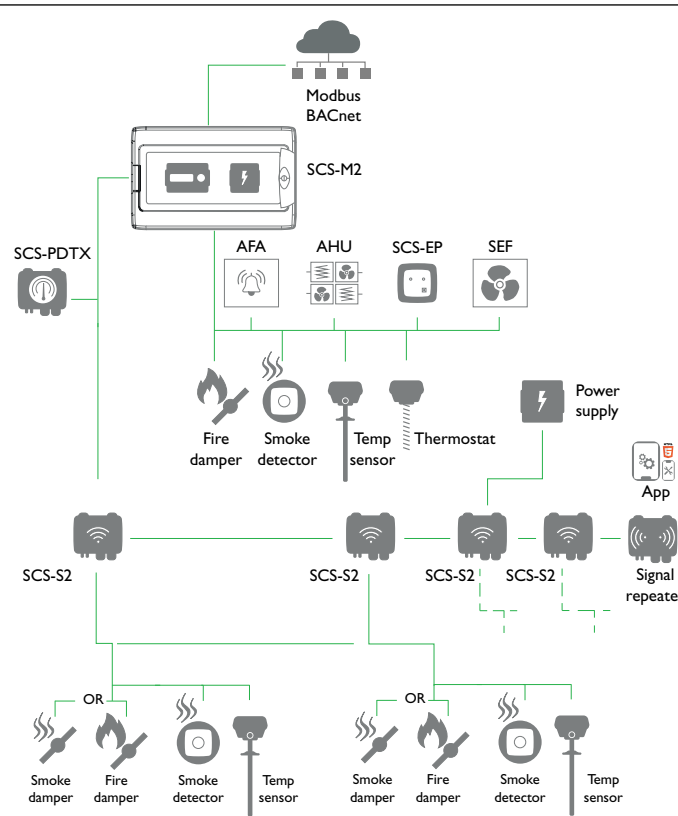 Modbus
BACnet
SCS-M2
SCS-PDTX
AFA
AHU
SCS-EP
SEF
Fire
damper
Smoke
detector
Temp
sensor
Thermostat
Power
supply
App
SCS-S2
SCS-S2
SCS-S2
SCS-S2
Signal
repeate
OR
OR
Smoke
damper
Fire
damper
Smoke
detector
Temp
sensor
Smoke
damper
Fire
damper
Smoke
detector
Temp
sensor